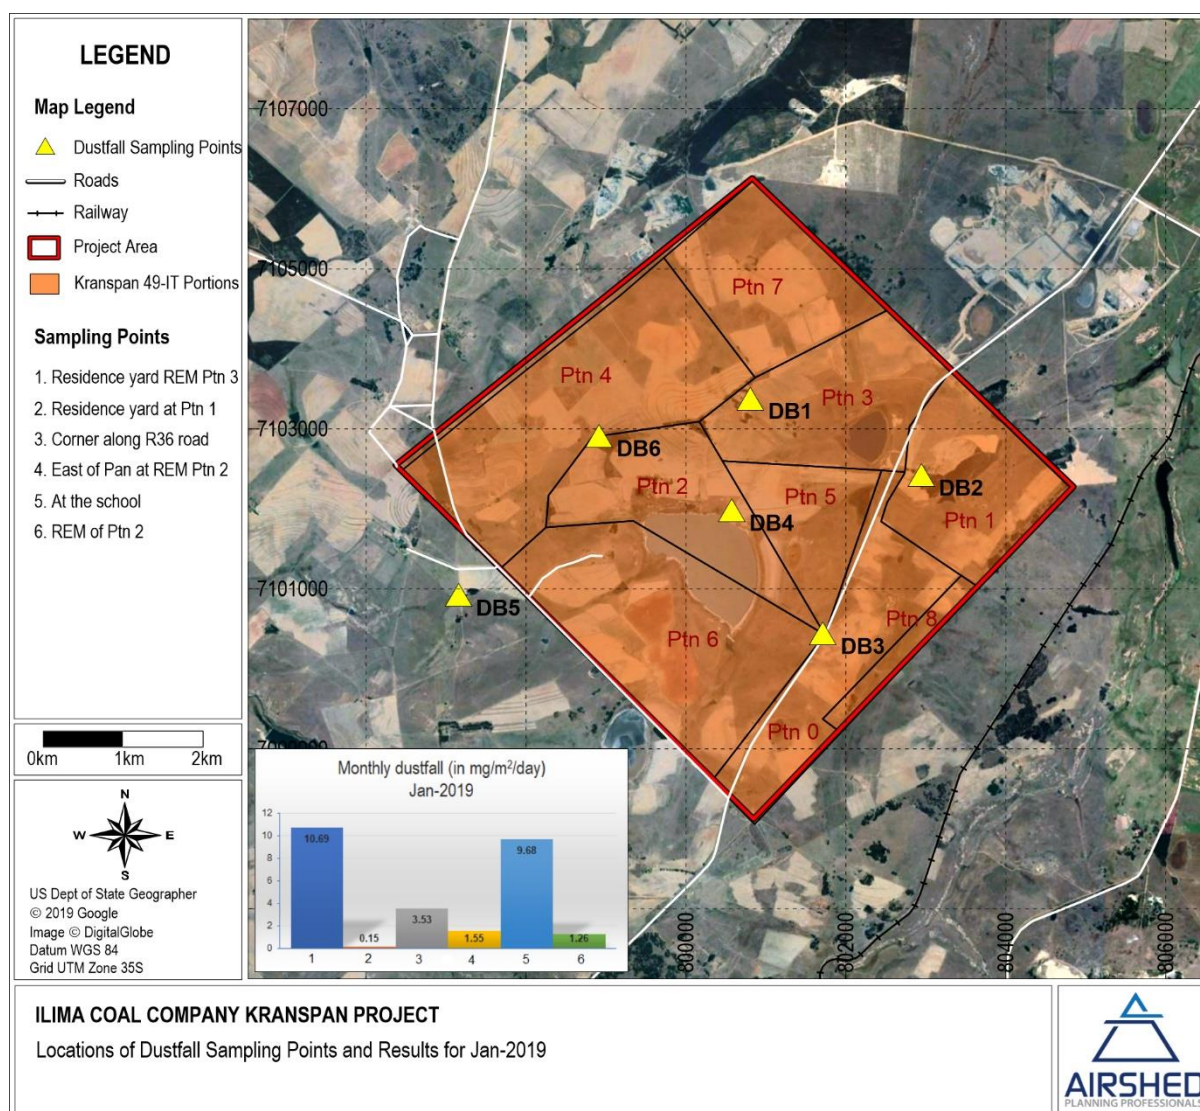 LEGEND
Map Legend
Dustfall Sampling Points
Roads
Railway
Project Area
Kranspan 49-IT Portions
Sampling Points
1. Residence yard REM Ptn 3
2. Residence yard at Ptn 1
3. Corner along R36 road
4. East of Pan at REM Ptn 2
5. At the school
6. REM of Ptn 2
0km 1km 2km
N
W E
S
US Dept of State Geographer
© 2019 Google
Image © DigitalGlobe
Datum WGS 84
Grid UTM Zone 35S
7107000
7105000
7103000
7101000
Ptn 7
Ptn 4
Ptn 3
DB1
DB6
Ptn 2
Ptn 5
DB2
Ptn 1
DB4
DB5
Ptn 6
Ptn 8
DB3
Ptn 0
800000
802000
804000
806000
Monthly dustfall (in mg/m²/day)
Jan-2019
12
10
8
6
4
2
0
10.69
0.15
3.53
1.55
9.68
1.26
1 2 3 4 5 6
ILIMA COAL COMPANY KRANSPAN PROJECT
Locations of Dustfall Sampling Points and Results for Jan-2019
AIRSHED
PLANNING PROFESSIONALS